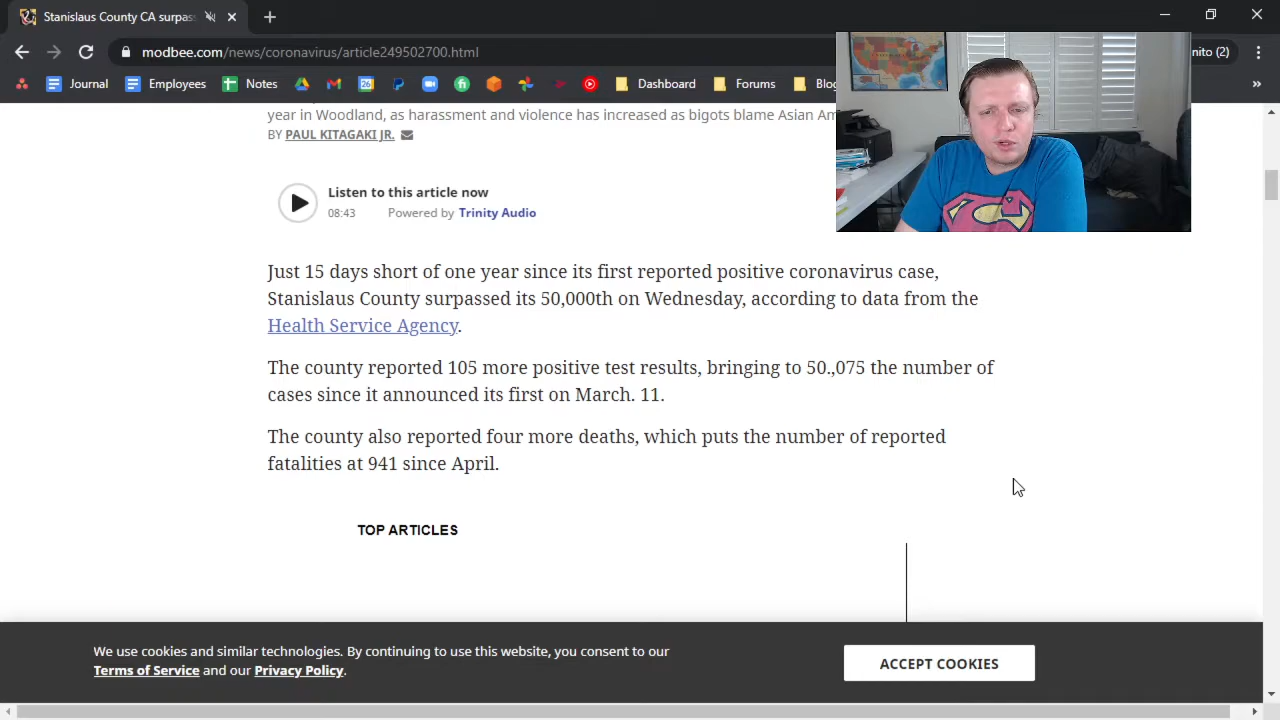 Stanislaus County CA surpas
modbee.com/news/coronavirus/article249502700.html
nito (2)
Journal
Employees
Notes
Dashboard
Forums
Blog
»
year in Woodland, as harassment and violence has increased as bigots blame Asian Am
BY PAUL KITAGAKI JR.
Listen to this article now
08:43 Powered by Trinity Audio
Just 15 days short of one year since its first reported positive coronavirus case,
Stanislaus County surpassed its 50,000th on Wednesday, according to data from the
Health Service Agency.
The county reported 105 more positive test results, bringing to 50.,075 the number of
cases since it announced its first on March. 11.
The county also reported four more deaths, which puts the number of reported
fatalities at 941 since April.
TOP ARTICLES
We use cookies and similar technologies. By continuing to use this website, you consent to our
Terms of Service and our Privacy Policy.
ACCEPT COOKIES